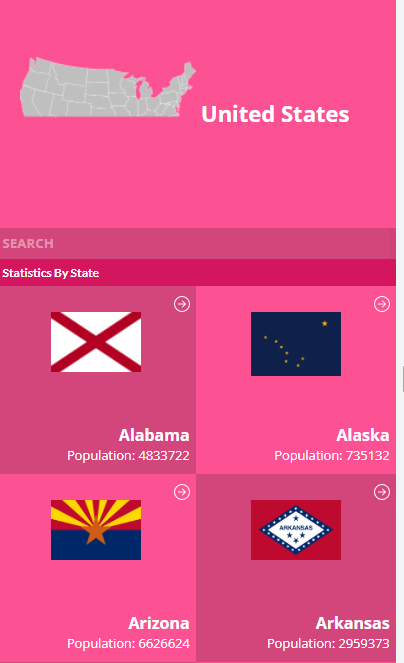 United States
SEARCH
Statistics By State
Alabama
Population: 4833722
Alaska
Population: 735132
Arizona
Population: 6626624
ARKANSAS
Arkansas
Population: 2959373